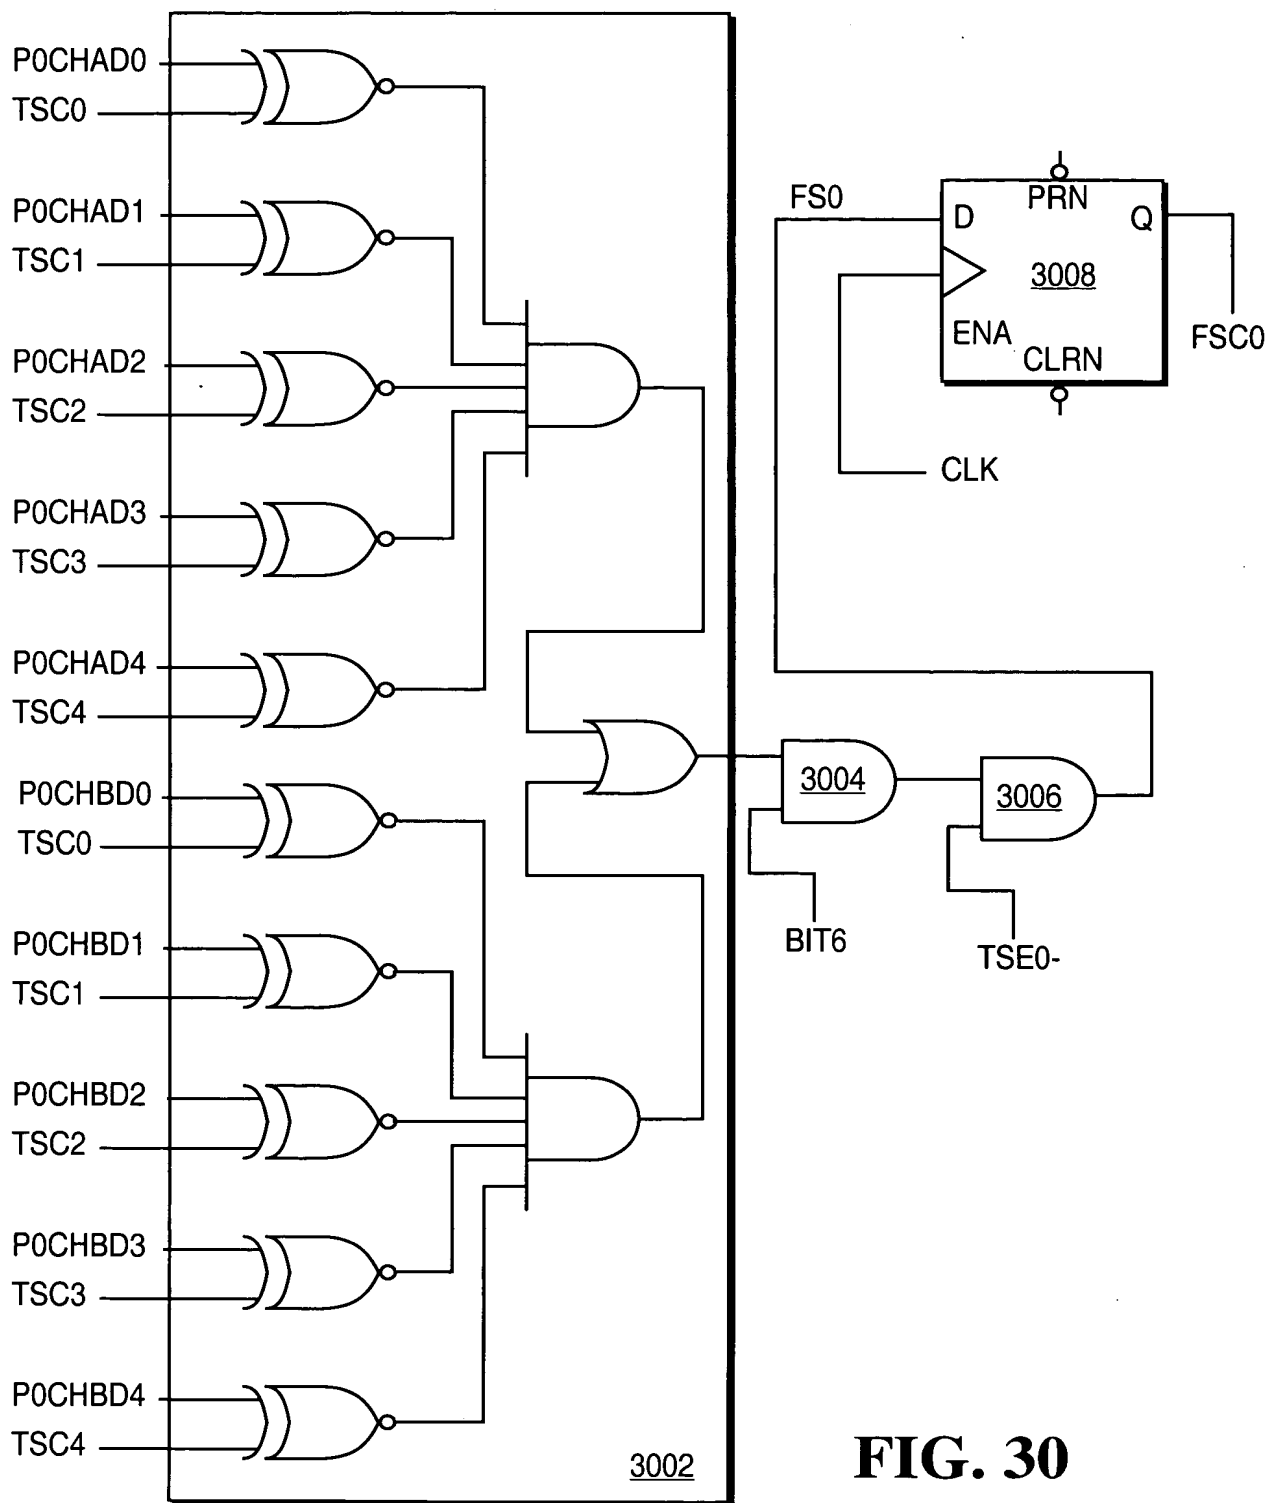 P0CHAD0
TSC0
P0CHAD1
TSC1
P0CHAD2
TSC2
P0CHAD3
TSC3
P0CHAD4
TSC4
P0CHBD0
TSC0
P0CHBD1
TSC1
P0CHBD2
TSC2
P0CHBD3
TSC3
P0CHBD4
TSC4
3002
3004
BIT6
3006
TSE0-
FS0
D
PRN
Q
3008
ENA
CLRN
FSC0
CLK
FIG. 30